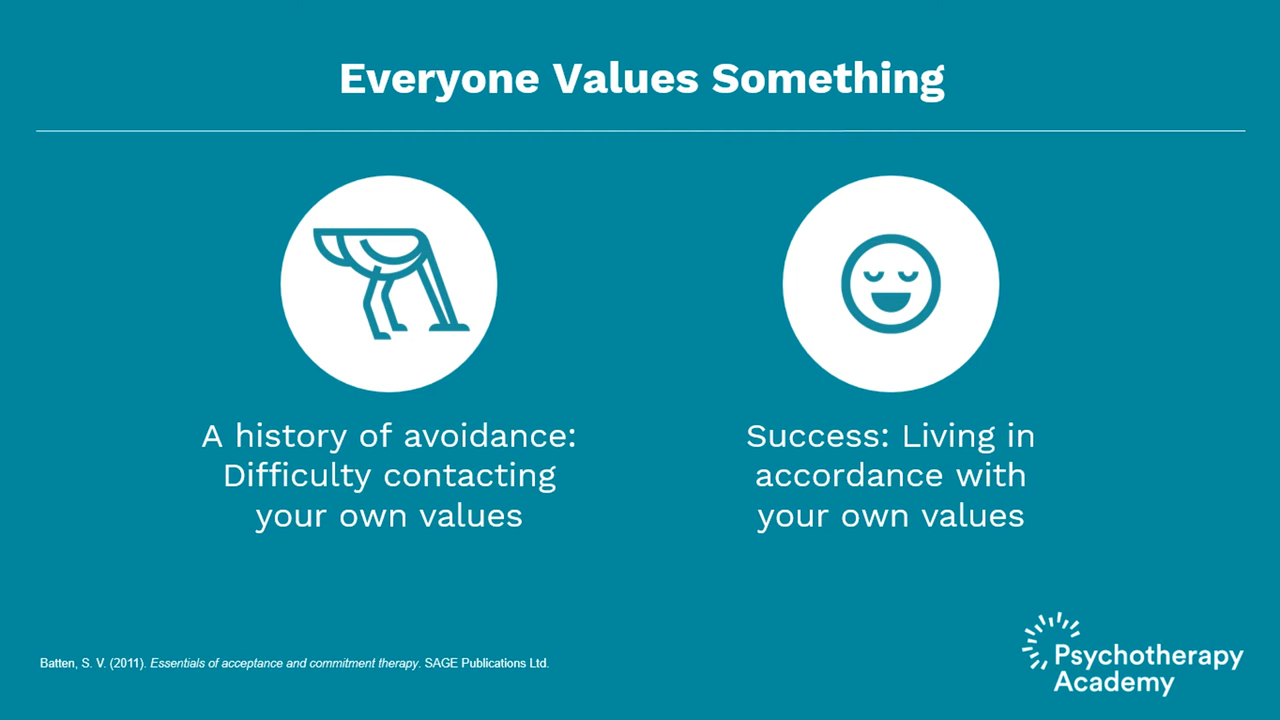 Everyone Values Something
A history of avoidance:
Difficulty contacting
your own values
Success: Living in
accordance with
your own values
Batten, S. V. (2011). Essentials of acceptance and commitment therapy. SAGE Publications Ltd.
Psychotherapy
Academy